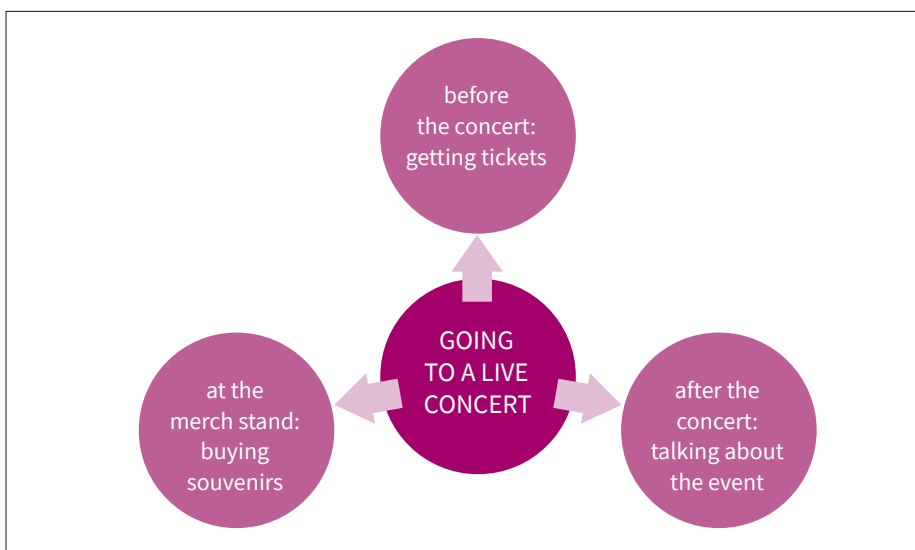 before
the concert:
getting tickets
GOING
TO A LIVE
CONCERT
at the
merch stand:
buying
souvenirs
after the
concert:
talking about
the event